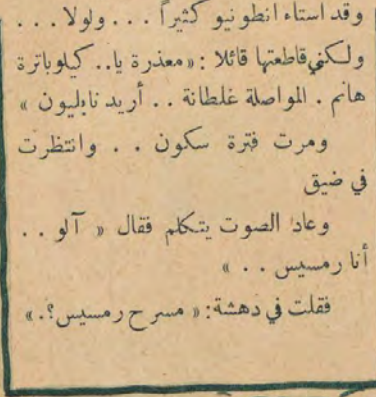 وقد استاء انطونيو كثيراً . . . ولولا . . .
ولكني قاطعتها قائلا : « معذرة يا.. كيلوباترة
هانم . المواصلة غلطانة . . أريد نابليون »
ومرت فترة سكون . . وانتظرت
في ضيق
وعاد الصوت يتكلم فقال « آلو . .
أنا رمسيس . . »
فقلت في دهشة : « مسرح رمسيس ؟. »